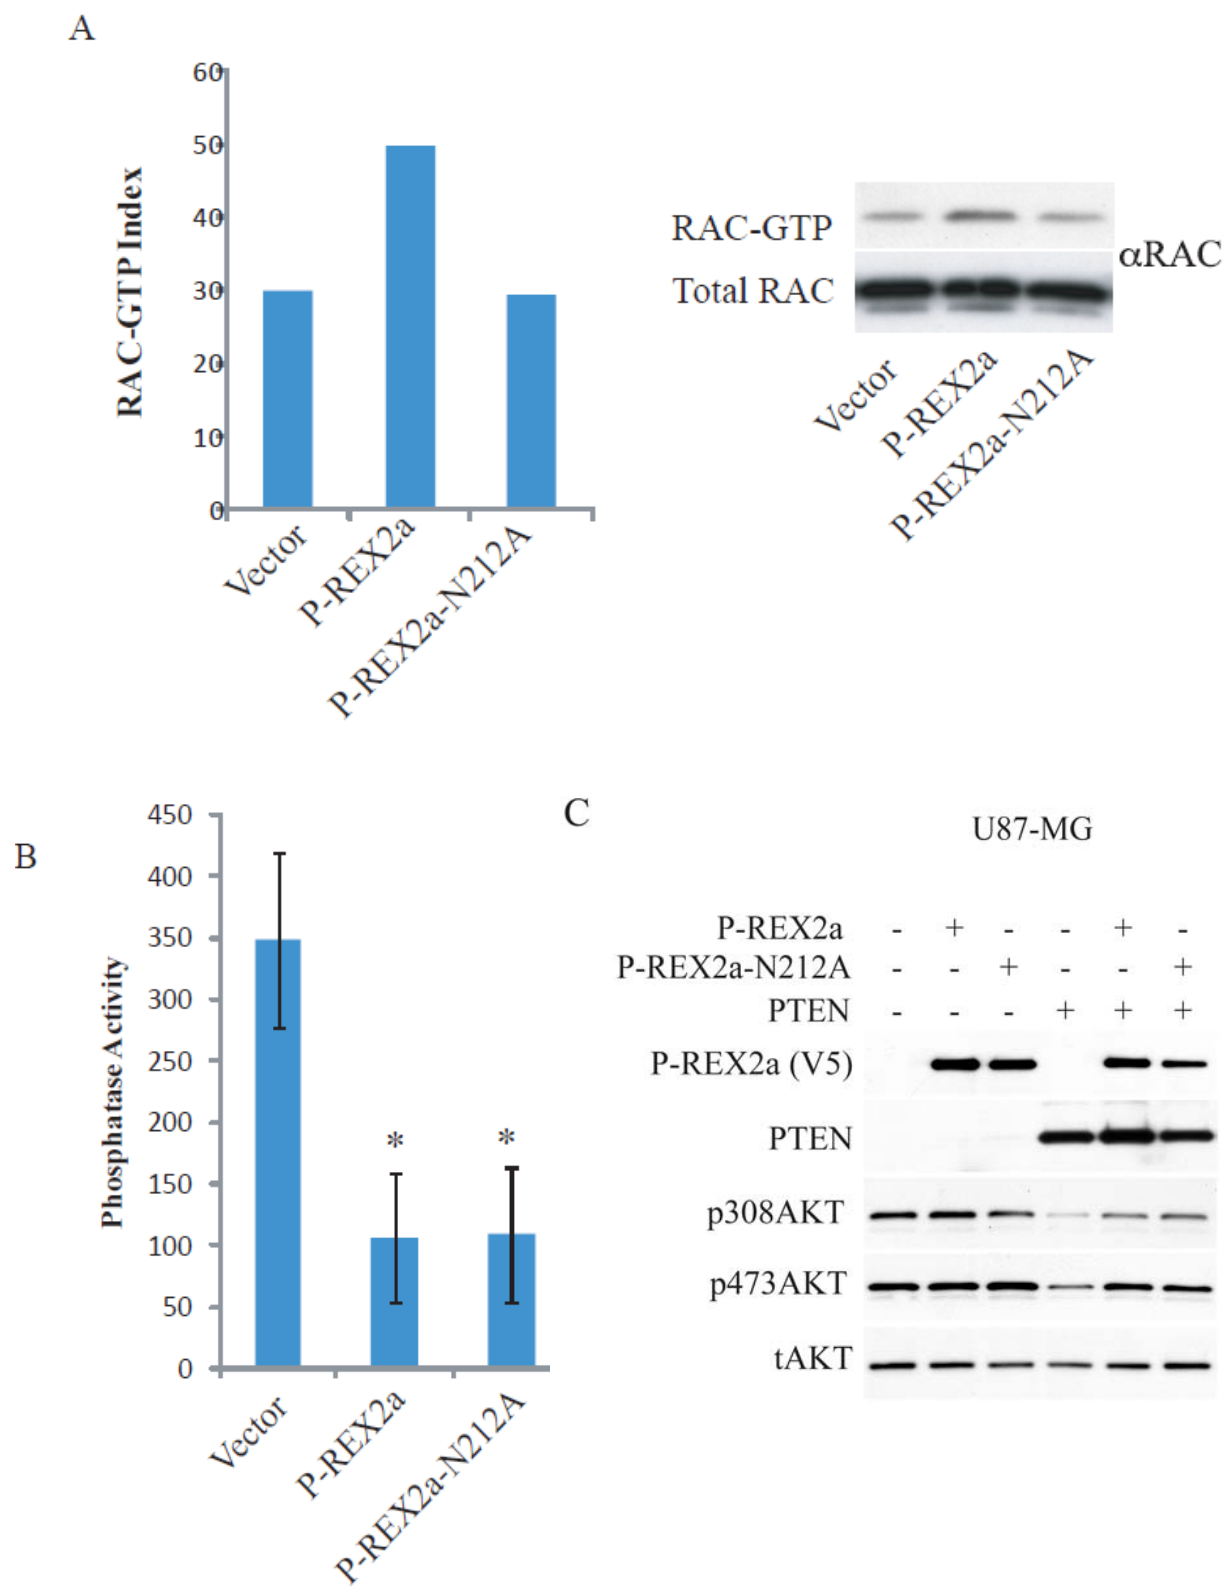 A
60
50
40
30
20
10
0
RAC-GTP Index
Vector
P-REX2a
P-REX2a-N212A
RAC-GTP
Total RAC
αRAC
Vector
P-REX2a
P-REX2a-N212A
B
450
400
350
300
250
200
150
100
50
0
Phosphatase Activity
* *
Vector
P-REX2a
P-REX2a-N212A
C
U87-MG
P-REX2a - + - - + -
P-REX2a-N212A - - + - - +
PTEN - - - + + +
P-REX2a (V5)
PTEN
p308AKT
p473AKT
tAKT